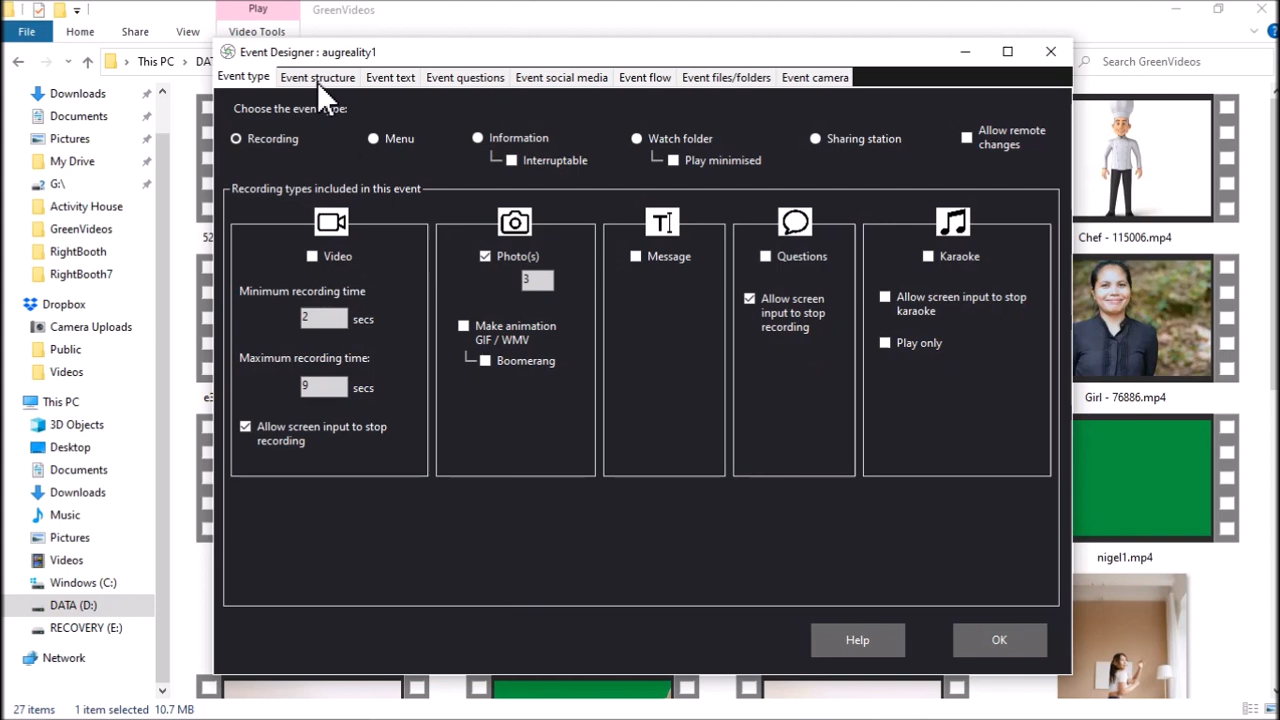 Play
GreenVideos
File
Home
Share
View
Video Tools
This PC
DA
Search GreenVideos
Downloads
Documents
Pictures
My Drive
G:\
Activity House
GreenVideos
RightBooth
RightBooth7
Dropbox
Camera Uploads
Public
Videos
This PC
3D Objects
Desktop
Documents
Downloads
Music
Pictures
Videos
Windows (C:)
DATA (D:)
RECOVERY (E:)
Network
27 items
1 item selected 10.7 MB
Event Designer : augreality1
Event type
Event structure
Event text
Event questions
Event social media
Event flow
Event files/folders
Event camera
Recording
Menu
Information
Interruptable
Watch folder
Play minimised
Sharing station
Allow remote
changes
Recording types included in this event
Video
Minimum recording time
2
secs
Maximum recording time:
9
secs
Allow screen input to stop
recording
Photo(s)
3
Make animation
GIF / WMV
Boomerang
TI
Message
Questions
Allow screen
input to stop
recording
Karaoke
Allow screen input to stop
karaoke
Play only
Help
OK
Chef - 115006.mp4
Girl - 76886.mp4
nigel1.mp4